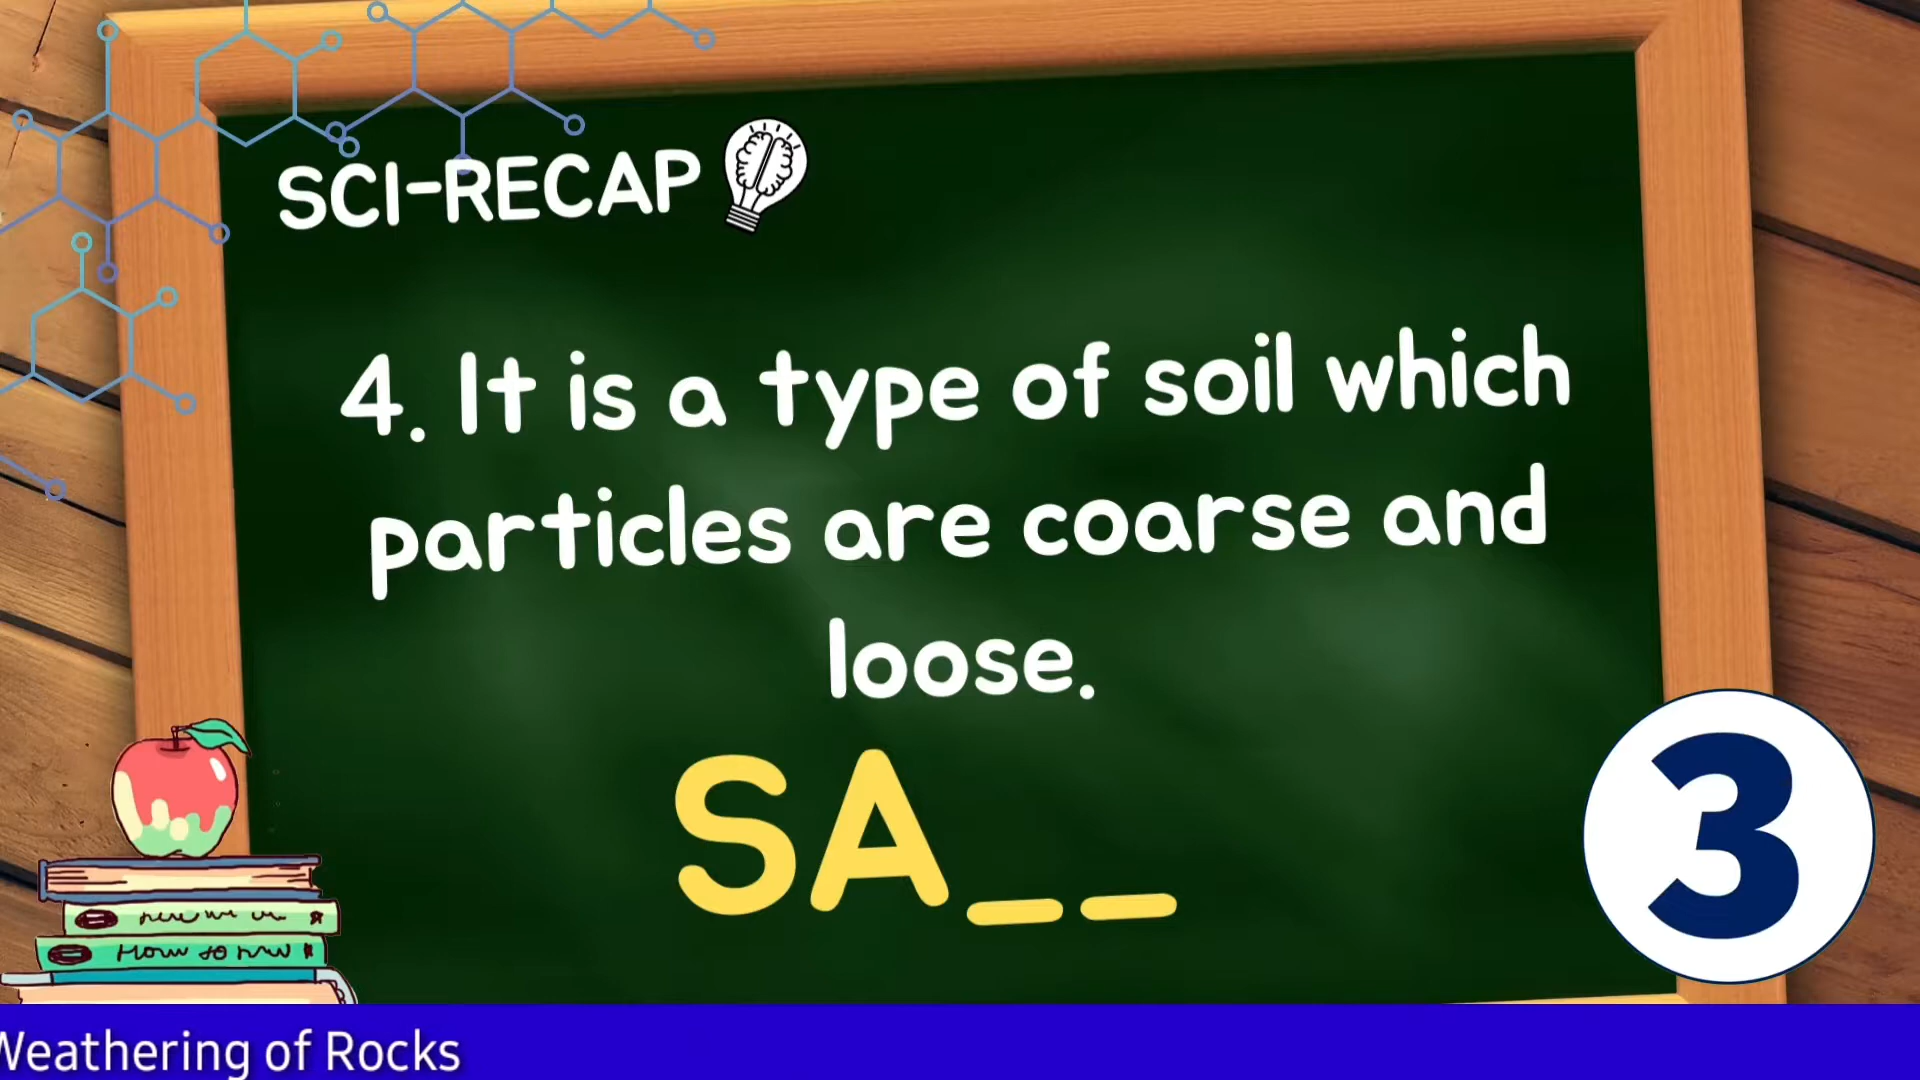 SCI-RECAP
4. It is a type of soil which
particles are coarse and
loose.
SA__
3
Weathering of Rocks